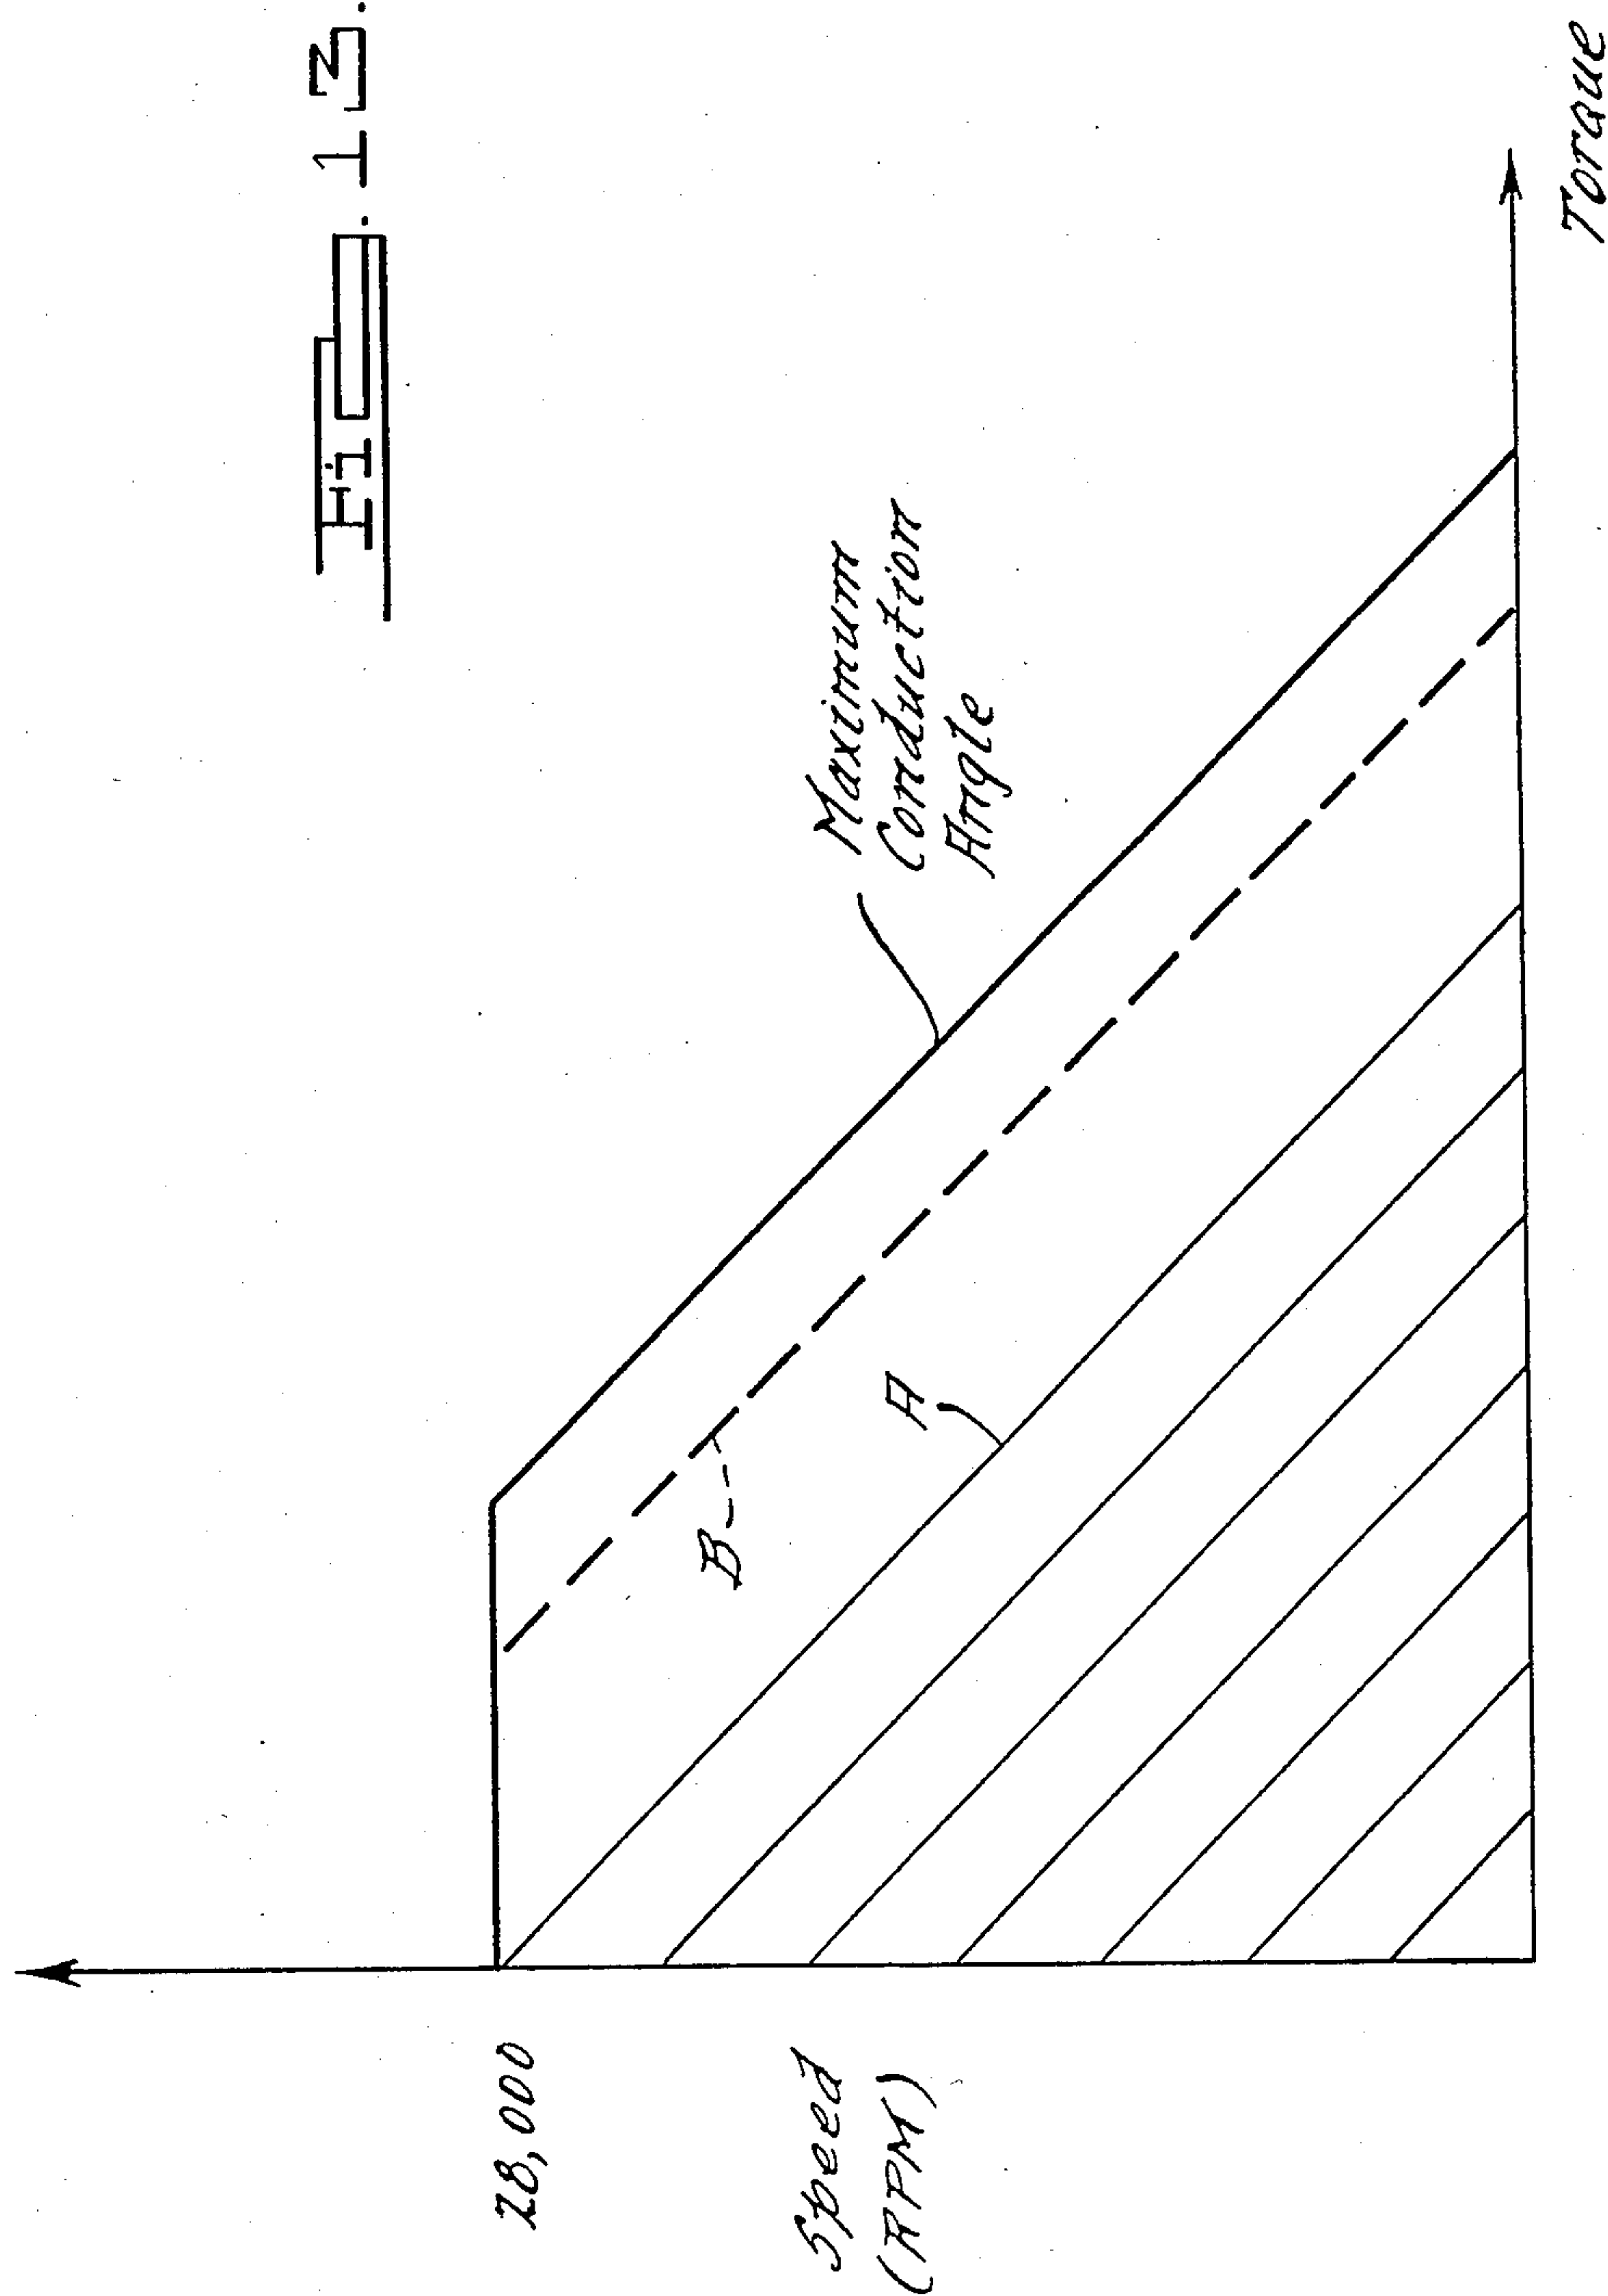 Fig. 13.
28,000
Speed
(RPM)
B
A
Maximum
Conduction
Angle
Torque